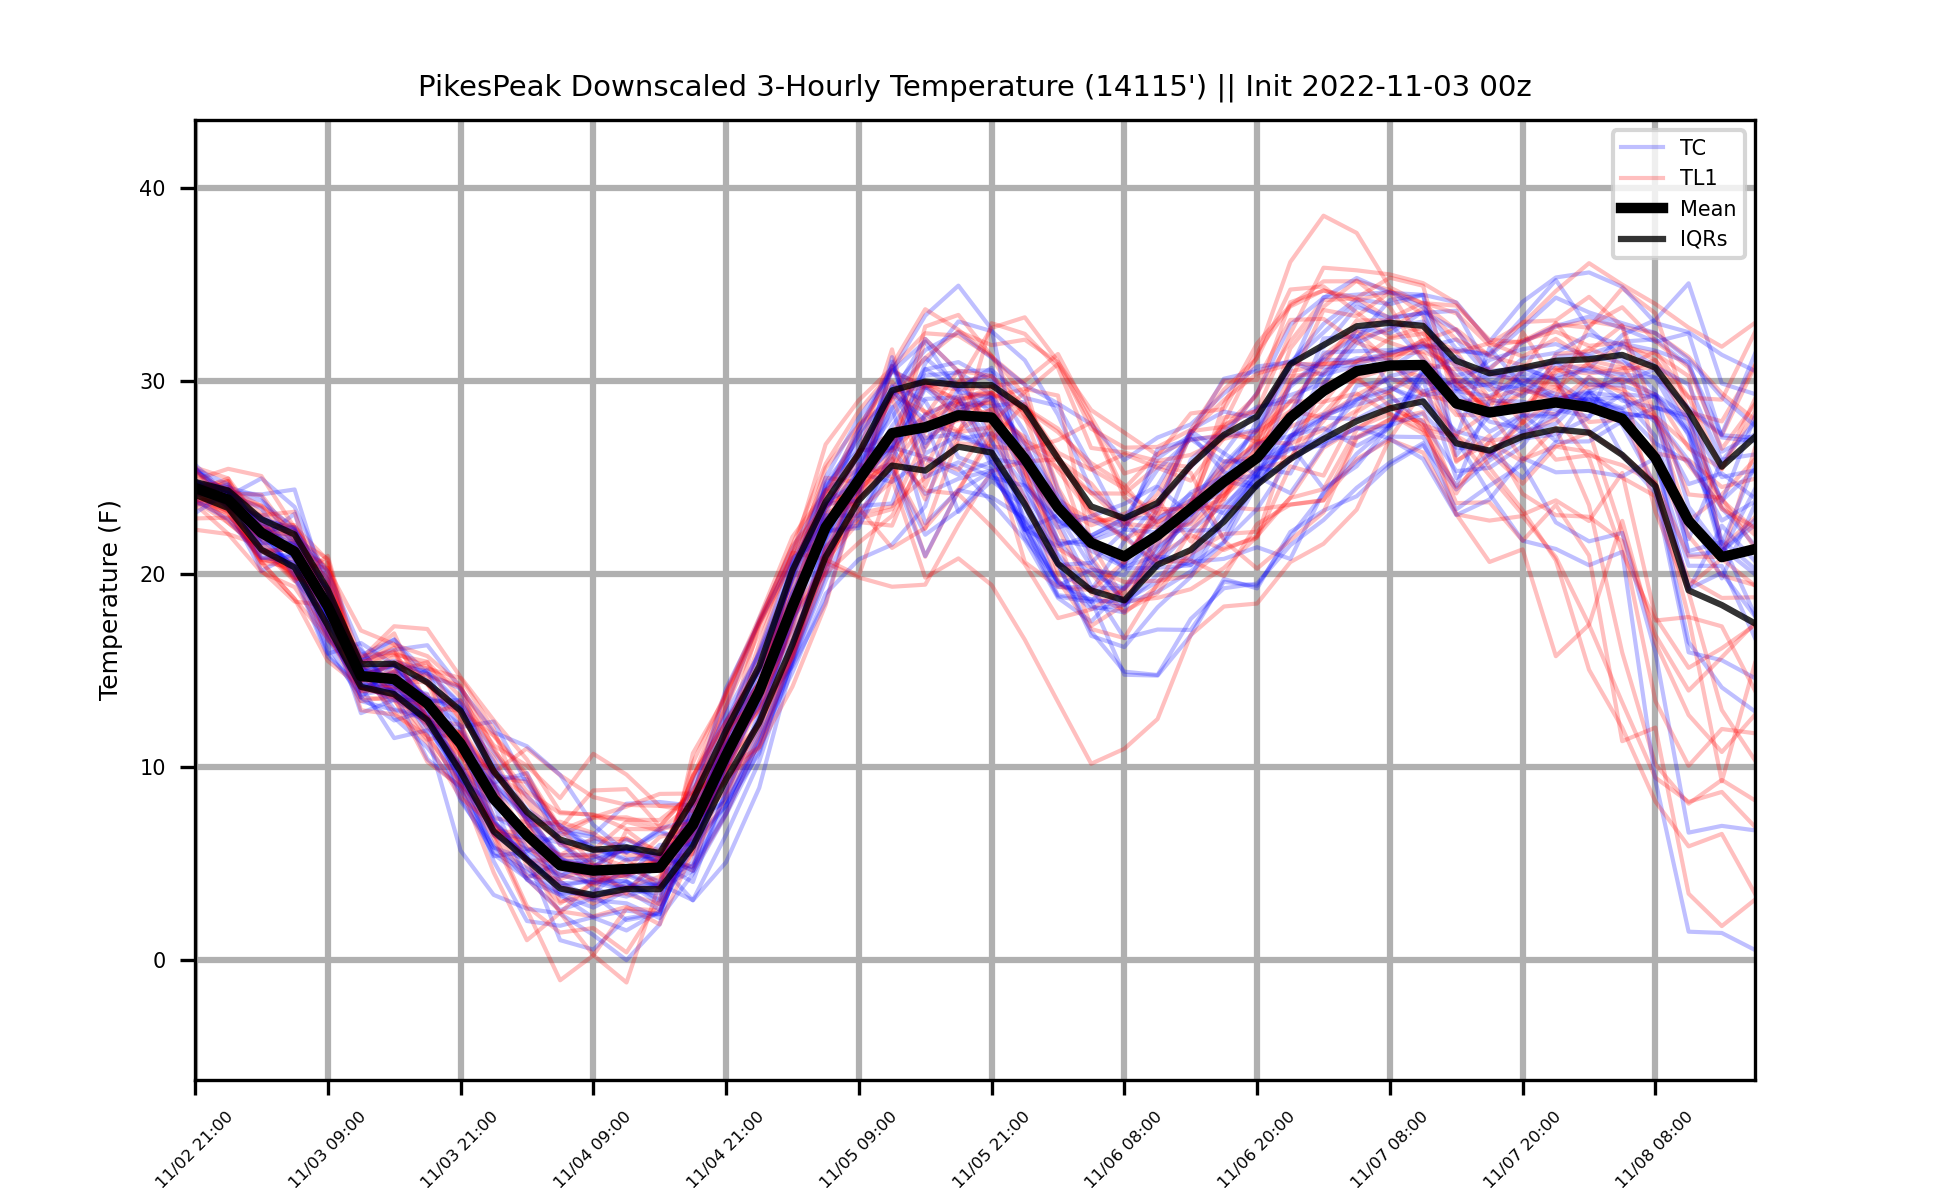 PikesPeak Downscaled 3-Hourly Temperature (14115') || Init 2022-11-03 00z
TC
TL1
Mean
IQRs
Temperature (F)
40
30
20
10
0
11/02 21:00
11/03 09:00
11/03 21:00
11/04 09:00
11/04 21:00
11/05 09:00
11/05 21:00
11/06 08:00
11/06 20:00
11/07 08:00
11/07 20:00
11/08 08:00